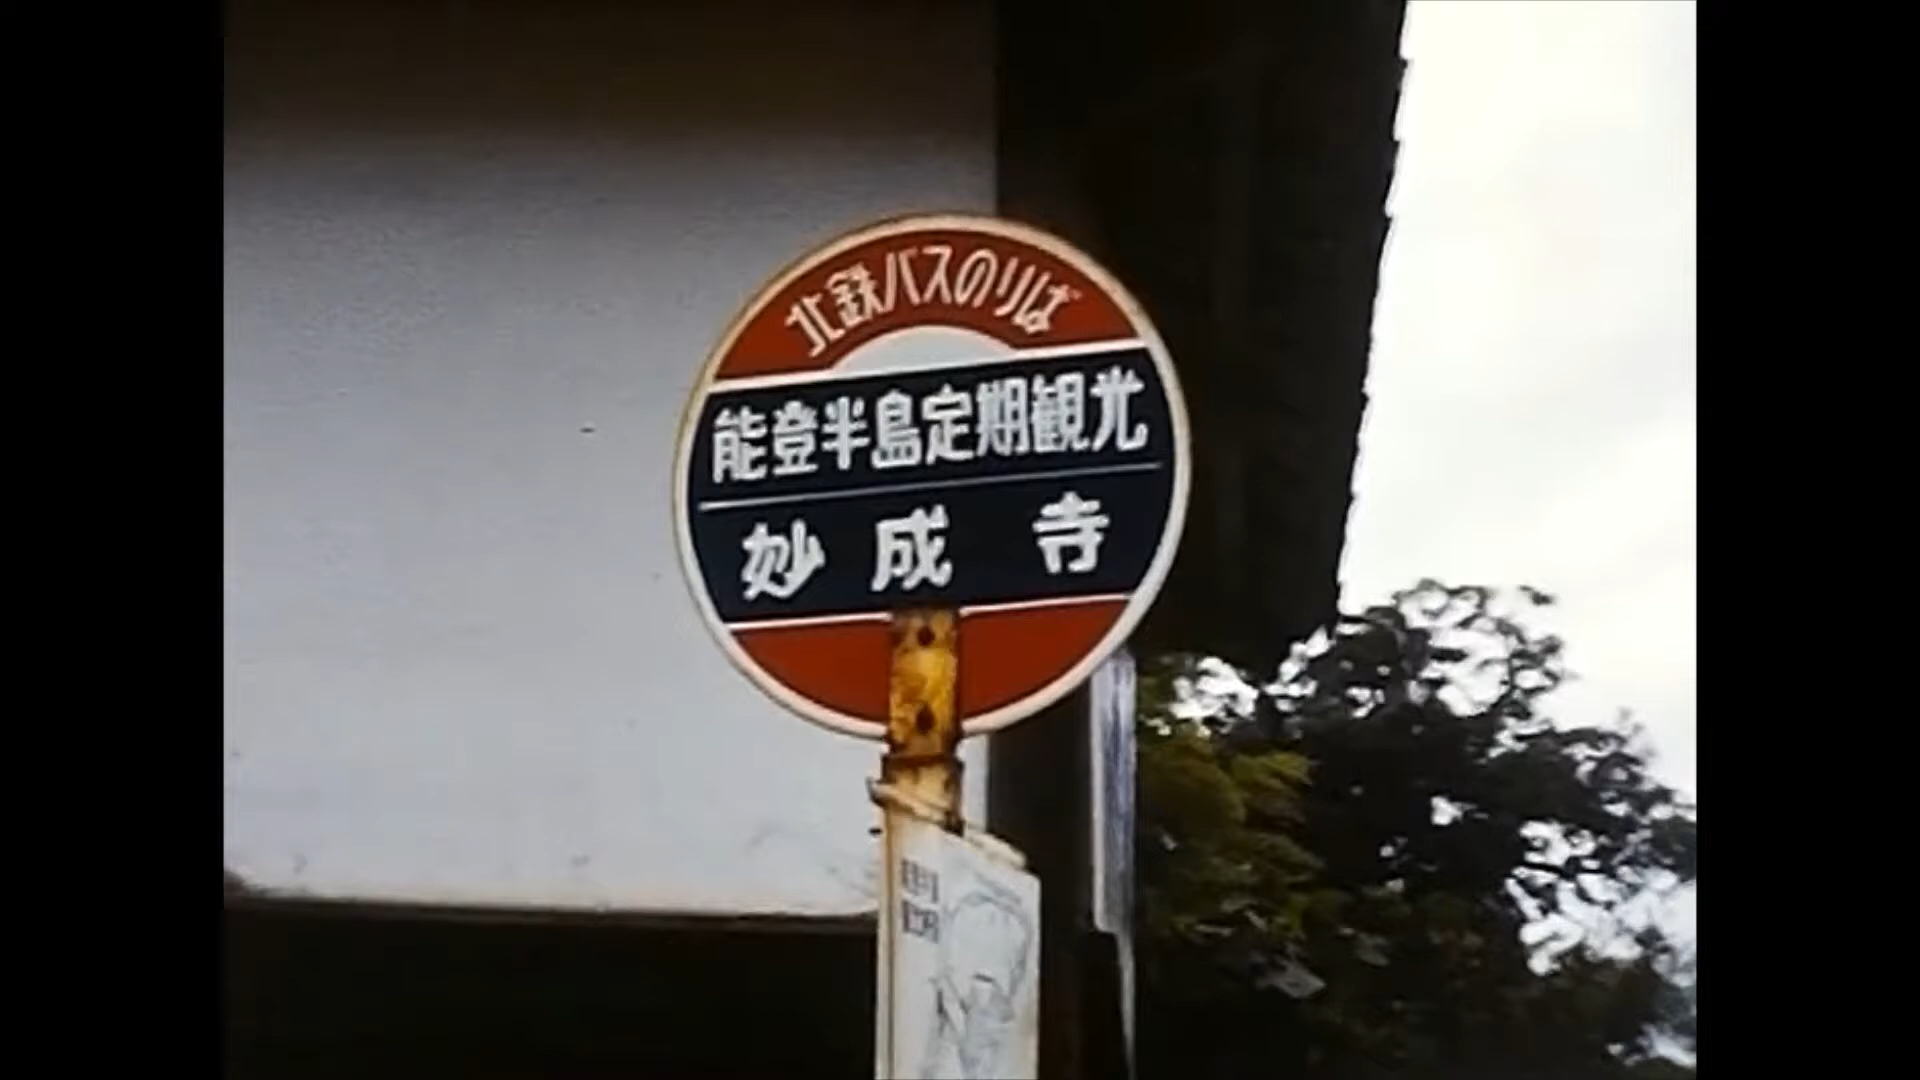 北鉄バスのりば
能登半島定期観光
妙成寺